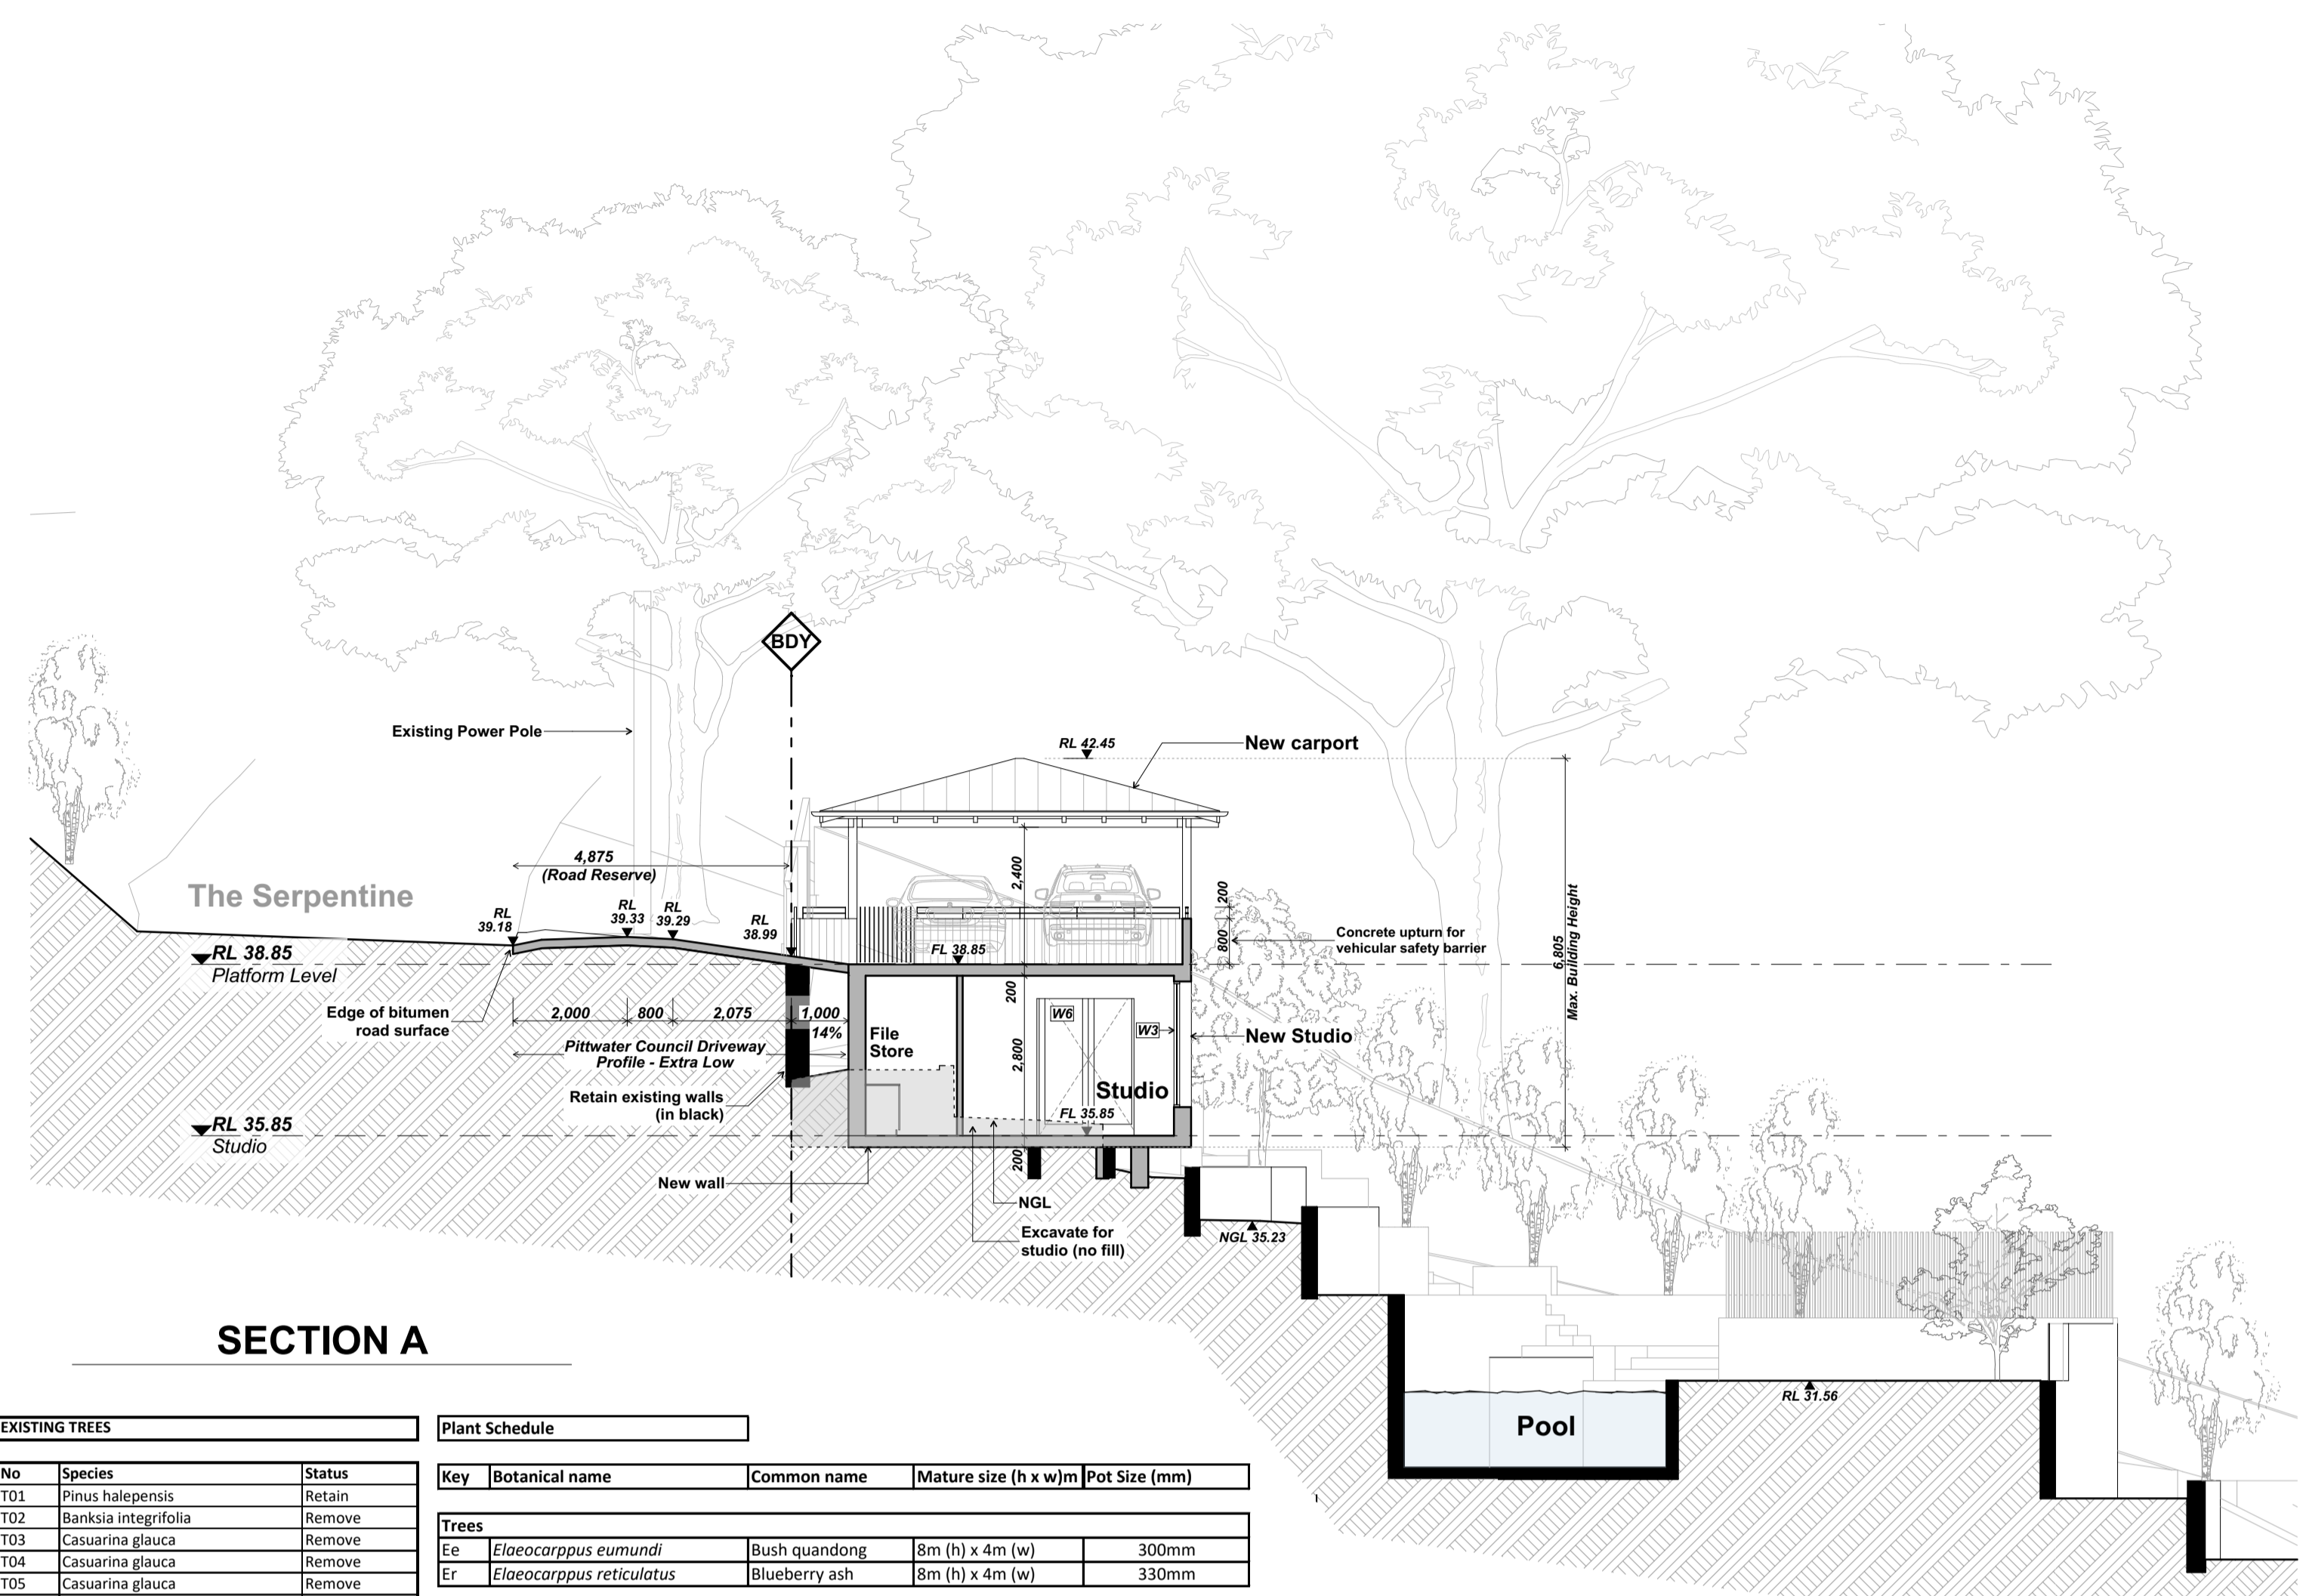 BDY
Existing Power Pole
RL 42.45
New carport
4,875
(Road Reserve)
The Serpentine
RL
39.18
RL
39.33
RL
39.29
RL
38.99
2,400
200
800
Concrete upturn for
vehicular safety barrier
6,805
Max. Building Height
RL 38.85
Platform Level
FL 38.85
Edge of bitumen
road surface
2,000
800
2,075
1,000
14%
Pittwater Council Driveway
Profile - Extra Low
File
Store
200
W6
W3
New Studio
2,800
Studio
Retain existing walls
(in black)
FL 35.85
RL 35.85
Studio
200
New wall
NGL
Excavate for
studio (no fill)
NGL 35.23
SECTION A
RL 31.56
Pool
EXISTING TREES
No Species Status
T01 Pinus halepensis Retain
T02 Banksia integrifolia Remove
T03 Casuarina glauca Remove
T04 Casuarina glauca Remove
T05 Casuarina glauca Remove
Plant Schedule
Key Botanical name Common name Mature size (h x w)m Pot Size (mm)
Trees
Ee Elaeocarppus eumundi Bush quandong 8m (h) x 4m (w) 300mm
Er Elaeocarppus reticulatus Blueberry ash 8m (h) x 4m (w) 330mm